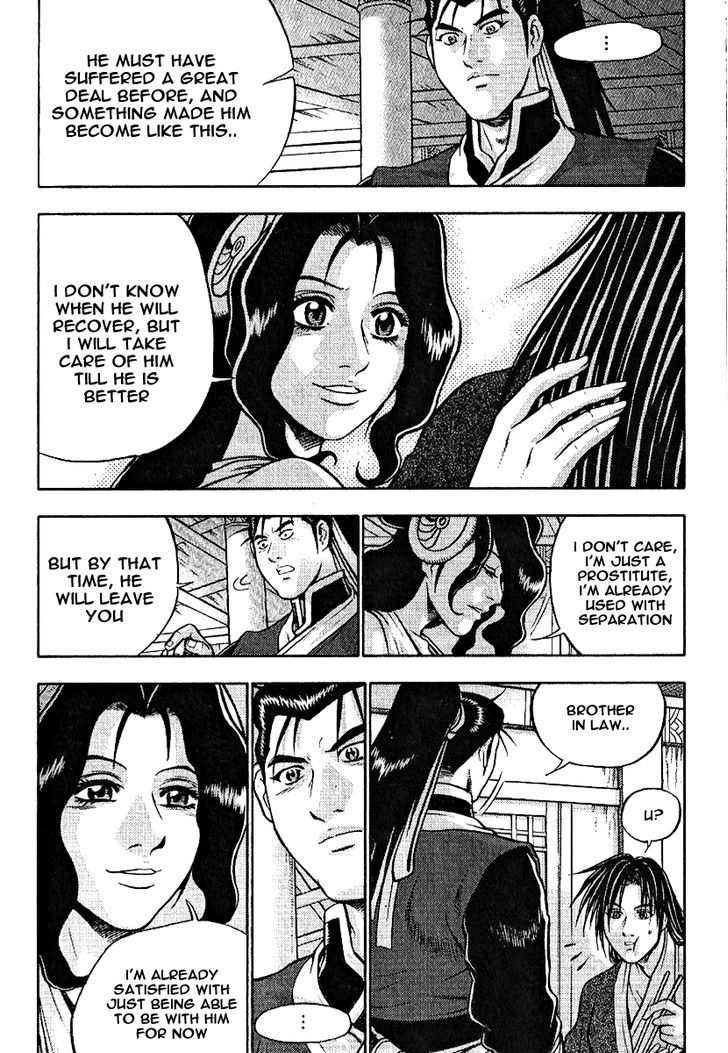 HE MUST HAVE
SUFFERED A GREAT
DEAL BEFORE, AND
SOMETHING MADE HIM
BECOME LIKE THIS..
...
I DON'T KNOW
WHEN HE WILL
RECOVER, BUT
I WILL TAKE
CARE OF HIM
TILL HE IS
BETTER
BUT BY THAT
TIME, HE
WILL LEAVE
YOU
I DON'T CARE,
I'M JUST A
PROSTITUTE,
I'M ALREADY
USED WITH
SEPARATION
I'M ALREADY
SATISFIED WITH
JUST BEING ABLE
TO BE WITH HIM
FOR NOW
...
BROTHER
IN LAW..
U?